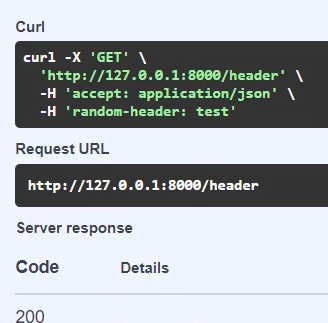 Curl
curl -X 'GET' \
'http://127.0.0.1:8000/header' \
-H 'accept: application/json' \
-H 'random-header: test'
Request URL
http://127.0.0.1:8000/header
Server response
Code Details
200